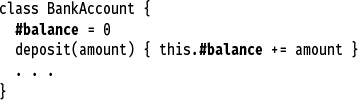 class BankAccount {
  #balance = 0
  deposit(amount) { this.#balance += amount }
  . . .
}